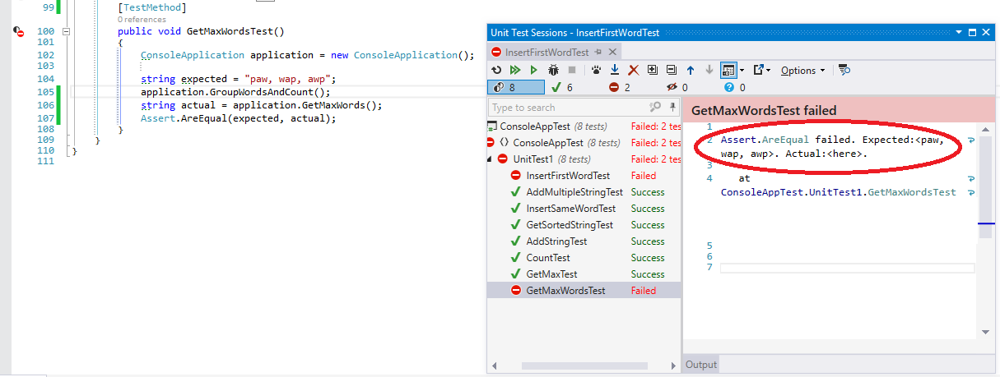 99 [TestMethod]
0 references
100 public void GetMaxWordsTest()
101 {
102 ConsoleApplication application = new ConsoleApplication();
103
104 string expected = "paw, wap, awp";
105 application.GroupWordsAndCount();
106 string actual = application.GetMaxWords();
107 Assert.AreEqual(expected, actual);
108 }
109 }
110 }
111
Unit Test Sessions - InsertFirstWordTest
InsertFirstWordTest
Options
8 6 2 0 0
Type to search
ConsoleAppTest (8 tests) Failed: 2 tes
ConsoleAppTest (8 tests) Failed: 2 tes
UnitTest1 (8 tests) Failed: 2 tes
InsertFirstWordTest Failed
AddMultipleStringTest Success
InsertSameWordTest Success
GetSortedStringTest Success
AddStringTest Success
CountTest Success
GetMaxTest Success
GetMaxWordsTest Failed
GetMaxWordsTest failed
1
2 Assert.AreEqual failed. Expected:<paw,
wap, awp>. Actual:<here>.
3
4 at
ConsoleAppTest.UnitTest1.GetMaxWordsTest
5
6
7
Output